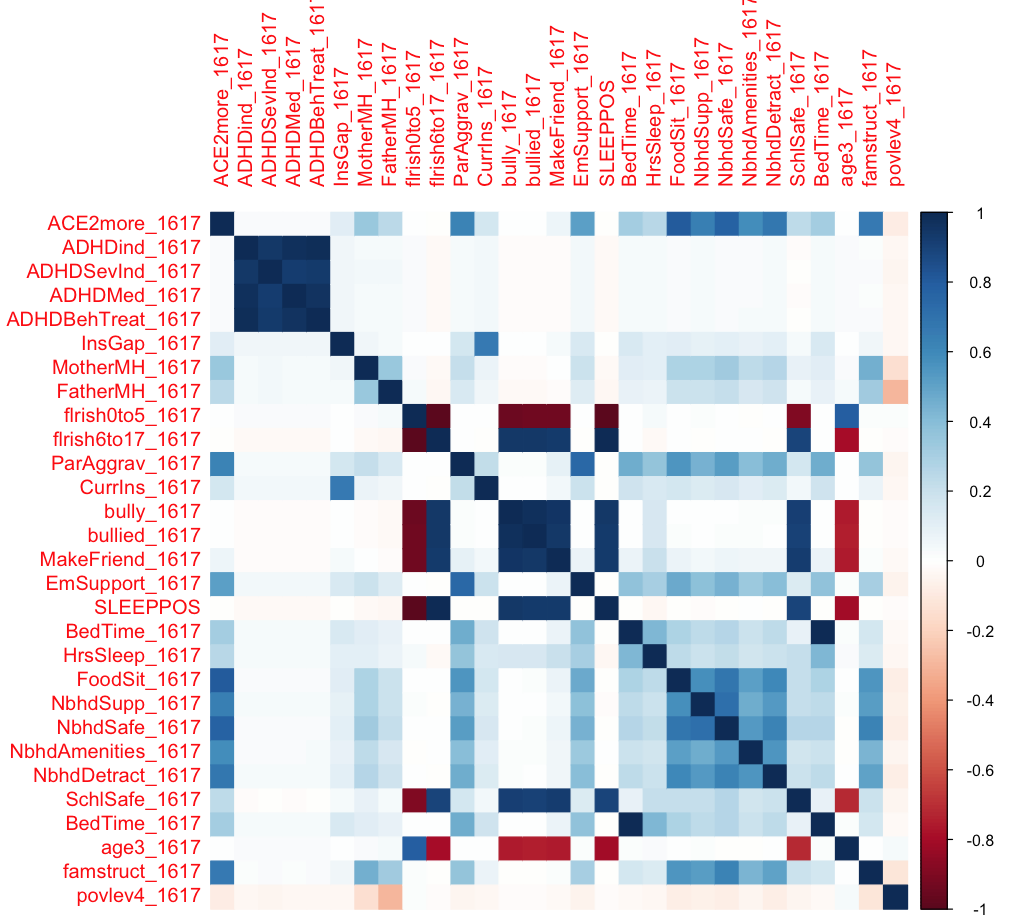 ACE2more_1617
ADHDind_1617
ADHDSevInd_1617
ADHDMed_1617
ADHDBehTreat_1617
InsGap_1617
MotherMH_1617
FatherMH_1617
flrish0to5_1617
flrish6to17_1617
ParAggrav_1617
CurrIns_1617
bully_1617
bullied_1617
MakeFriend_1617
EmSupport_1617
SLEEPPOS
BedTime_1617
HrsSleep_1617
FoodSit_1617
NbhdSupp_1617
NbhdSafe_1617
NbhdAmenities_1617
NbhdDetract_1617
SchlSafe_1617
BedTime_1617
age3_1617
famstruct_1617
povlev4_1617
ACE2more_1617
ADHDind_1617
ADHDSevInd_1617
ADHDMed_1617
ADHDBehTreat_1617
InsGap_1617
MotherMH_1617
FatherMH_1617
flrish0to5_1617
flrish6to17_1617
ParAggrav_1617
CurrIns_1617
bully_1617
bullied_1617
MakeFriend_1617
EmSupport_1617
SLEEPPOS
BedTime_1617
HrsSleep_1617
FoodSit_1617
NbhdSupp_1617
NbhdSafe_1617
NbhdAmenities_1617
NbhdDetract_1617
SchlSafe_1617
BedTime_1617
age3_1617
famstruct_1617
povlev4_1617
1
0.8
0.6
0.4
0.2
0
-0.2
-0.4
-0.6
-0.8
-1